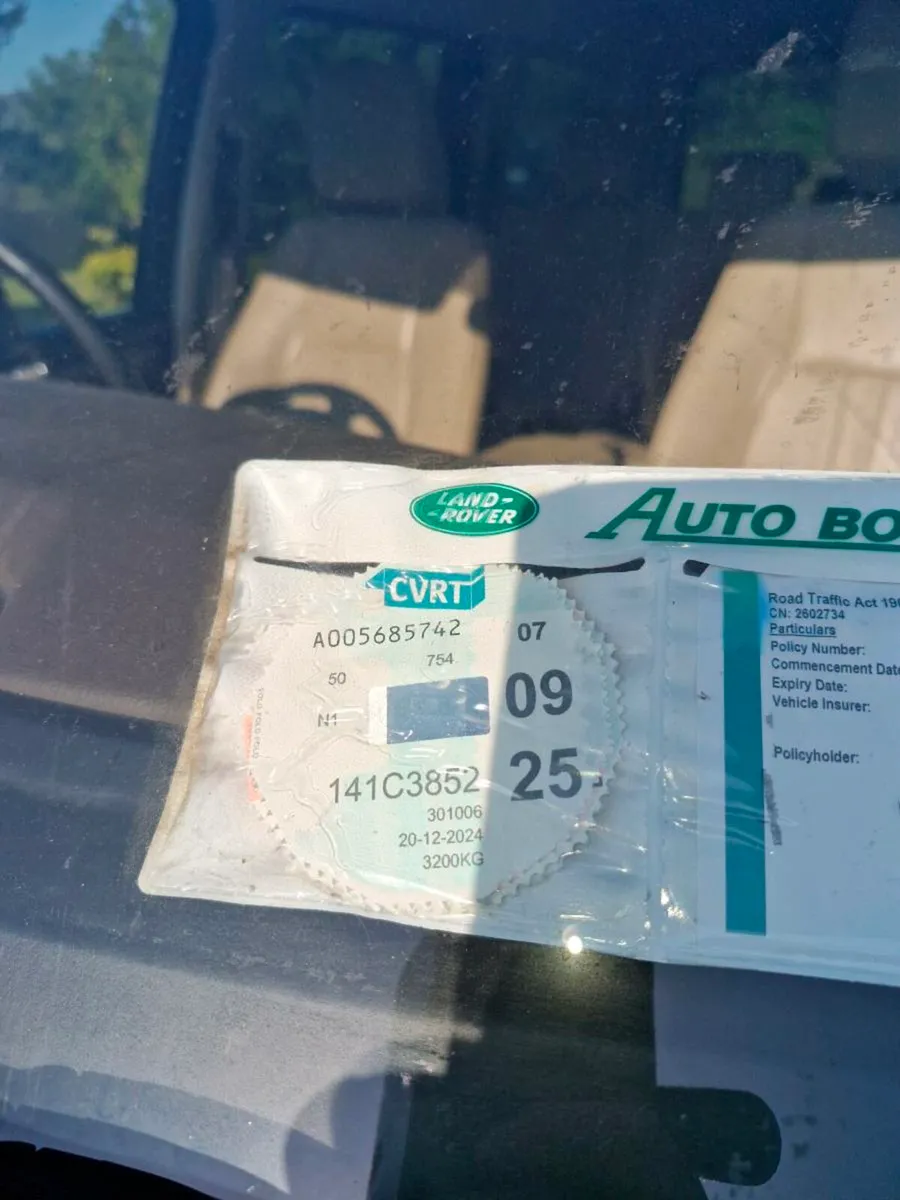 LAND-
-ROVER
AUTO BO
CVRT
A005685742 07
754
50
09
N1
141C3852 25
301006
20-12-2024
3200KG
Road Traffic Act 19
CN: 2602734
Particulars
Policy Number:
Commencement Date
Expiry Date:
Vehicle Insurer:
Policyholder: